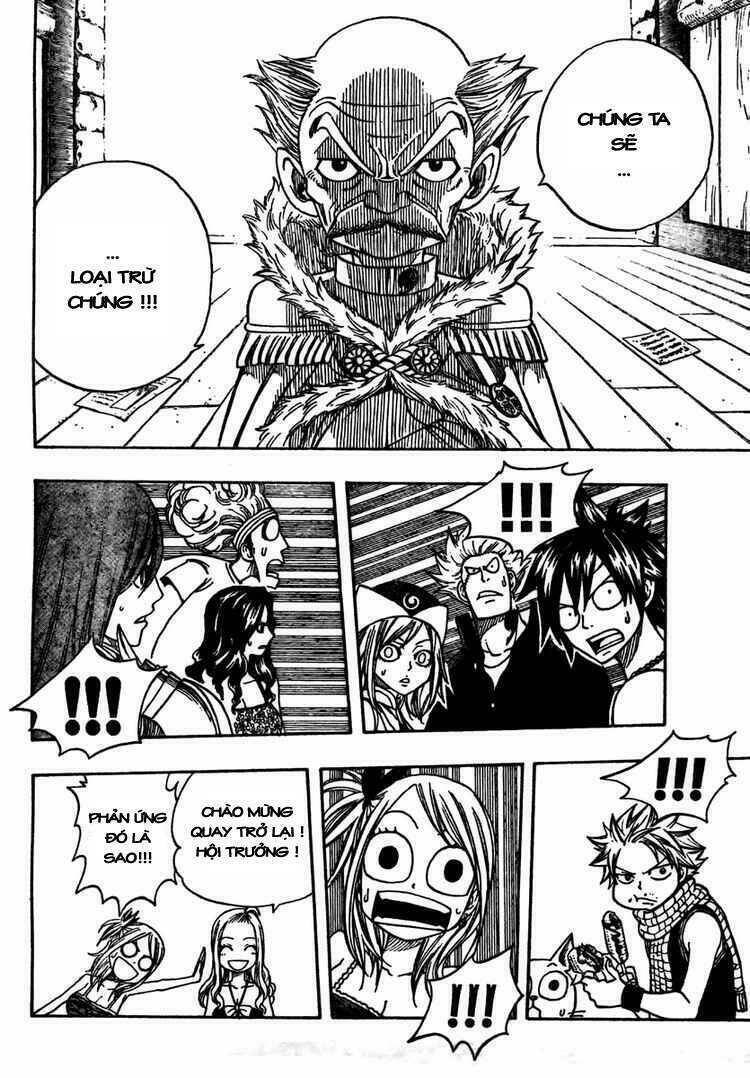 CHÚNG TA
SẼ
...
...
LOẠI TRỪ
CHÚNG !!!
!!!
!!!
PHẢN ỨNG
ĐÓ LÀ
SAO!!!
CHÀO MỪNG
QUAY TRỞ LẠI !
HỘI TRƯỞNG !
!!!
!!!